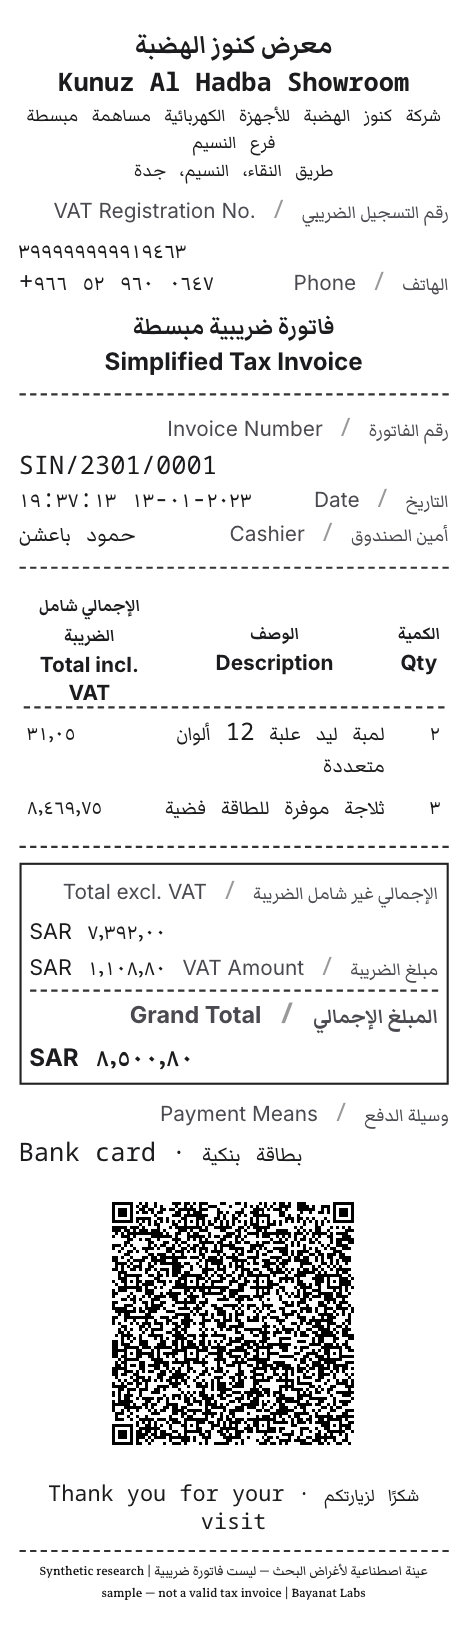 معرض كنوز الهضبة
Kunuz Al Hadba Showroom
شركة كنوز الهضبة للأجهزة الكهربائية مساهمة مبسطة
فرع النسيم
طريق النقاء، النسيم، جدة
رقم التسجيل الضريبي / VAT Registration No.
٣٩٩٩٩٩٩٩٩٩١٩٤٦٣
الهاتف / Phone +٩٦٦ ٥٢ ٩٦٠ ٠٦٤٧
فاتورة ضريبية مبسطة
Simplified Tax Invoice
رقم الفاتورة / Invoice Number
SIN/2301/0001
التاريخ / Date ١٣-٠١-٢٠٢٣ ١٩:٣٧:١٣
أمين الصندوق / Cashier حمود باعشن
الكمية الوصف الإجمالي شامل الضريبة
Qty Description Total incl. VAT
٢ لمبة ليد علبة 12 ألوان ٣١,٠٥
متعددة
٣ ثلاجة موفرة للطاقة فضية ٨,٤٦٩,٧٥
الإجمالي غير شامل الضريبة / Total excl. VAT
SAR ٧,٣٩٢,٠٠
مبلغ الضريبة / VAT Amount SAR ١,١٠٨,٨٠
المبلغ الإجمالي / Grand Total
SAR ٨,٥٠٠,٨٠
وسيلة الدفع / Payment Means
Bank card · بطاقة بنكية
شكرًا لزيارتكم · Thank you for your
visit
عينة اصطناعية لأغراض البحث — ليست فاتورة ضريبية | Synthetic research
sample — not a valid tax invoice | Bayanat Labs